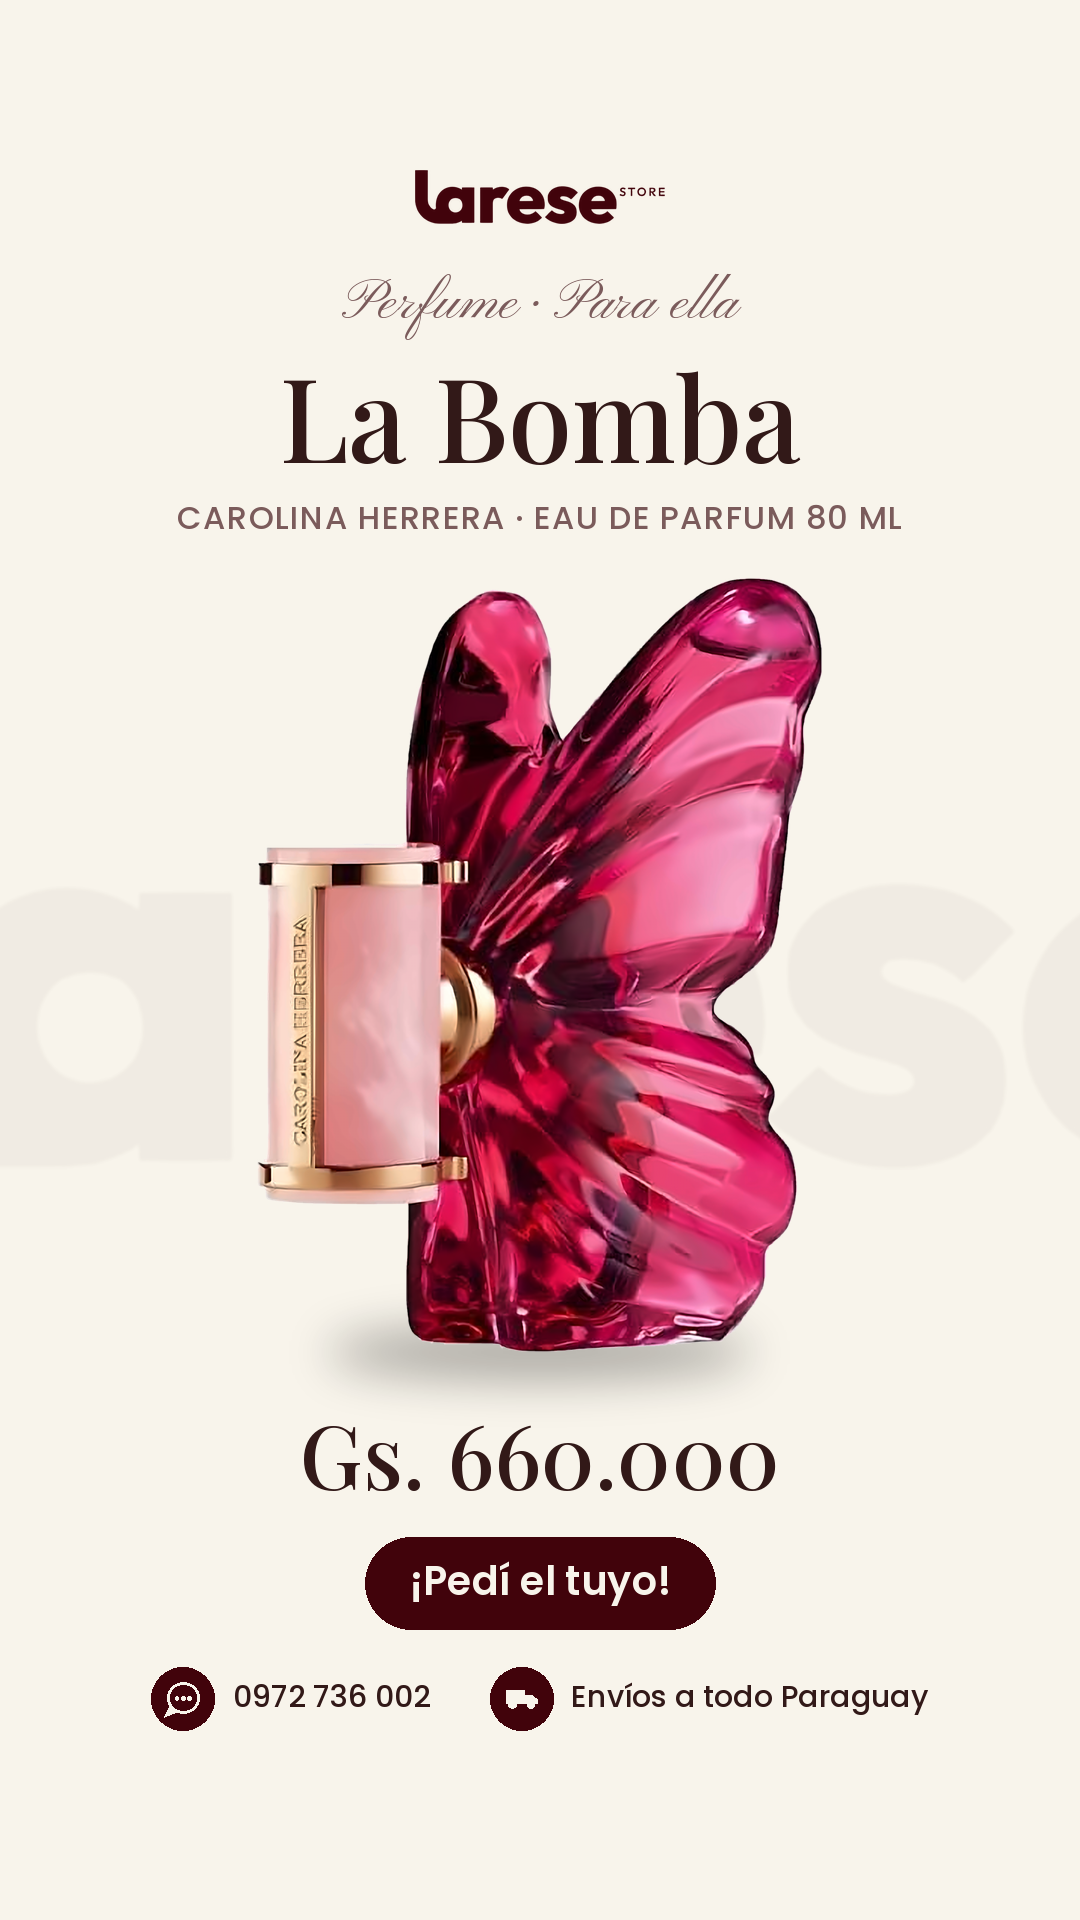 larese STORE
Perfume · Para ella
La Bomba
CAROLINA HERRERA · EAU DE PARFUM 80 ML
CAROLINA HERRERA
Gs. 660.000
¡Pedí el tuyo!
0972 736 002
Envíos a todo Paraguay